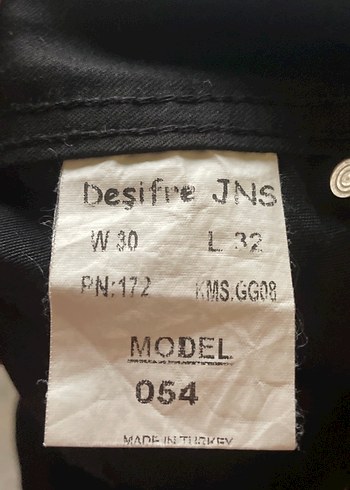 Deşifre JNS
W.30 L.32
PN:172 KMS.GG08
MODEL
054
MADE IN TURKEY